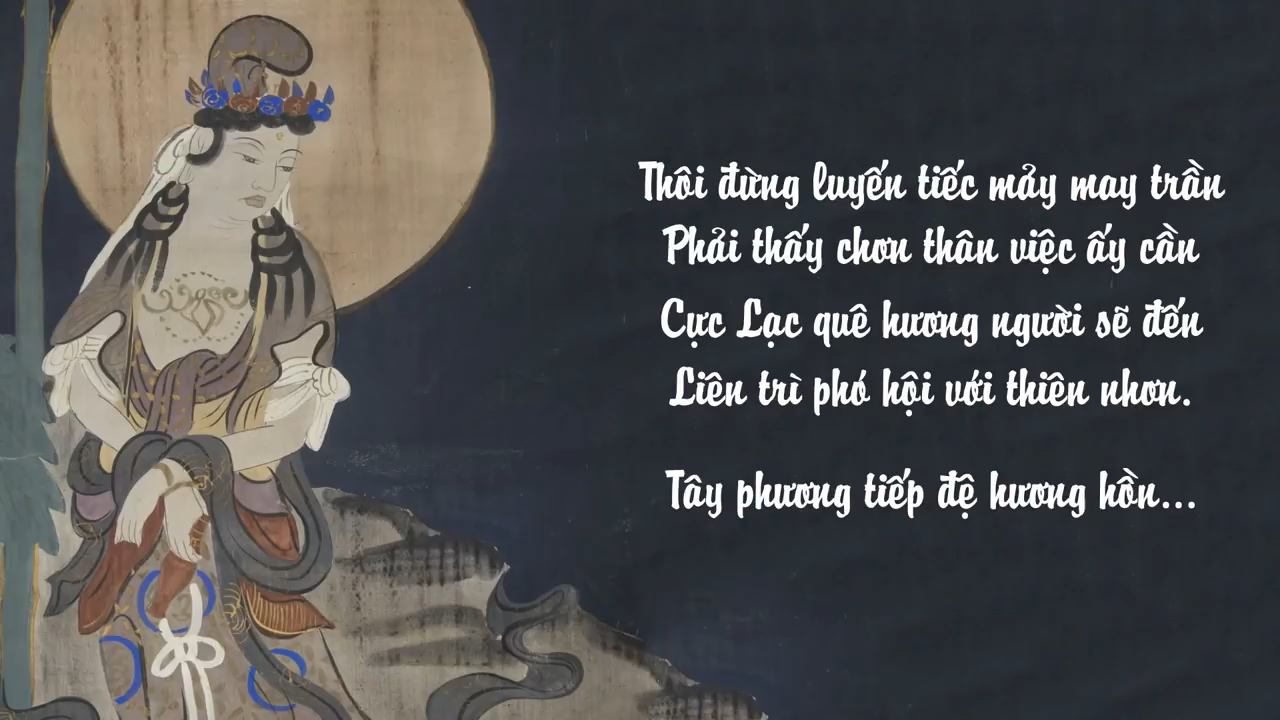 Thôi đừng luyến tiếc mảy may trần
Phải thấy chơn thân việc ấy cần
Cực Lạc quê hương người sẽ đến
Liên trì phó hội với thiên nhơn.
Tây phương tiếp đệ hương hồn...